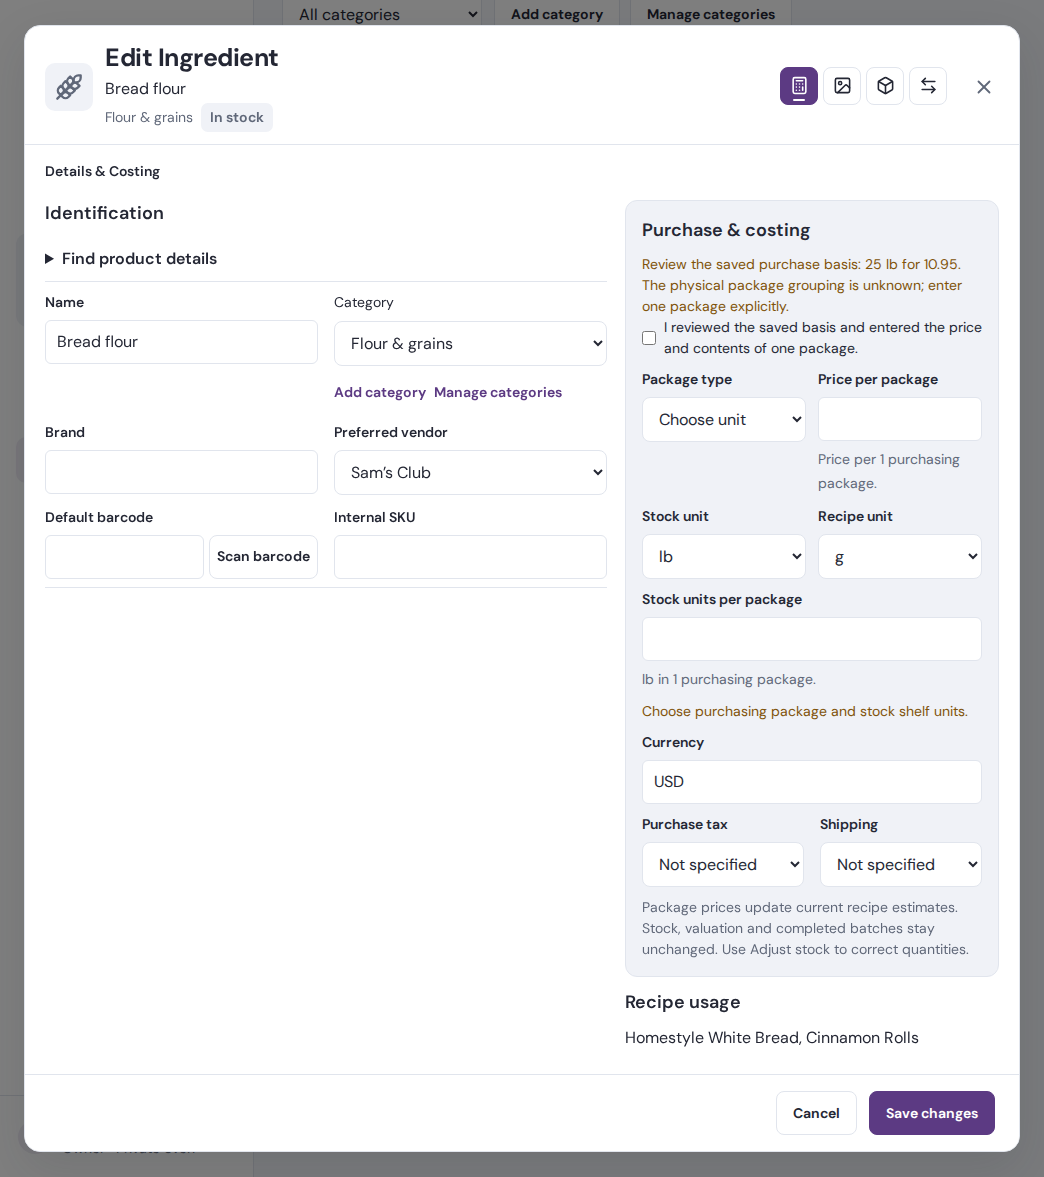 All categories
Add category
Manage categories
Edit Ingredient
Bread flour
Flour & grains
In stock
Details & Costing
Identification
Find product details
Name
Category
Bread flour
Flour & grains
Add category
Manage categories
Brand
Preferred vendor
Sam’s Club
Default barcode
Internal SKU
Scan barcode
Purchase & costing
Review the saved purchase basis: 25 lb for 10.95.
The physical package grouping is unknown; enter
one package explicitly.
I reviewed the saved basis and entered the price
and contents of one package.
Package type
Price per package
Choose unit
Price per 1 purchasing
package.
Stock unit
Recipe unit
lb
g
Stock units per package
lb in 1 purchasing package.
Choose purchasing package and stock shelf units.
Currency
USD
Purchase tax
Shipping
Not specified
Not specified
Package prices update current recipe estimates.
Stock, valuation and completed batches stay
unchanged. Use Adjust stock to correct quantities.
Recipe usage
Homestyle White Bread, Cinnamon Rolls
Cancel
Save changes